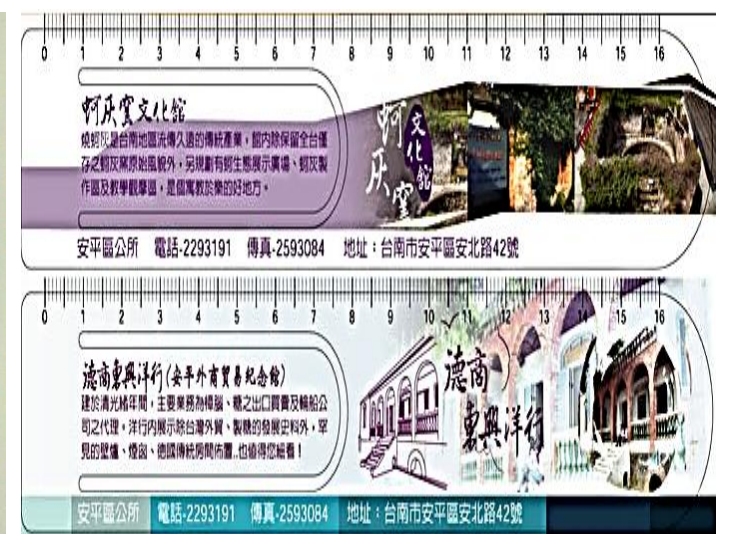 0 1 2 3 4 5 6 7 8 9 10 11 12 13 14 15 16
蚵灰窯文化館
燒蚵灰是台南地區流傳久遠的傳統產業,館內除保留全台僅
存之蚵灰窯原始風貌外,另規劃有蚵生態展示廣場、蚵灰製
作區及教學觀摩區,是個寓教於樂的好地方。
蚵灰窯
文化館
安平區公所 電話-2293191 傳真-2593084 地址:台南市安平區安北路42號
0 1 2 3 4 5 6 7 8 9 10 11 12 13 14 15 16
德商東興洋行(安平外商貿易紀念館)
建於清光緒年間,主要業務為樟腦、糖之出口買賣及輪船公
司之代理。洋行內展示除台灣外貿、製糖的發展史料外,罕
見的壁爐、煙囪、德國傳統房間佈置..也值得您細看!
德商
東興洋行
安平區公所 電話-2293191 傳真-2593084 地址:台南市安平區安北路42號